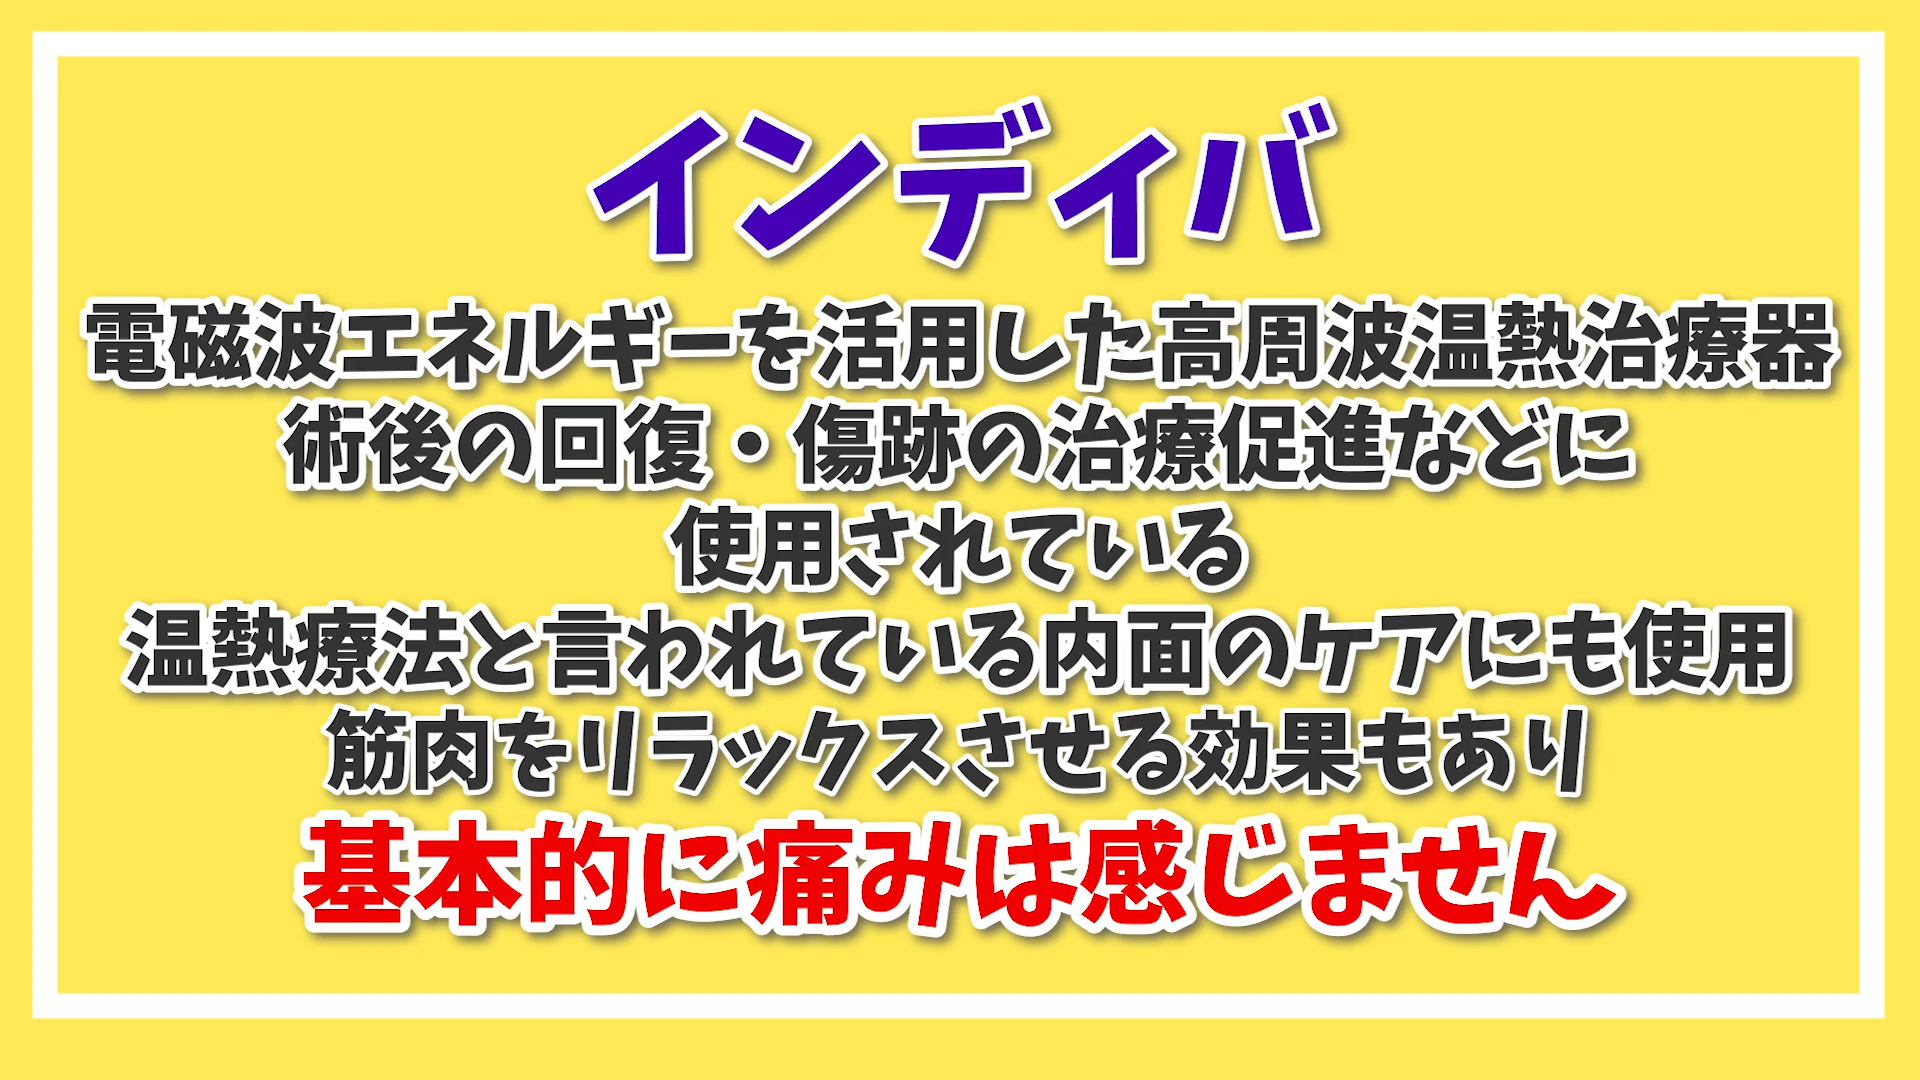 インディバ
電磁波エネルギーを活用した高周波温熱治療器
術後の回復・傷跡の治療促進などに
使用されている
温熱療法と言われている内面のケアにも使用
筋肉をリラックスさせる効果もあり
基本的に痛みは感じません